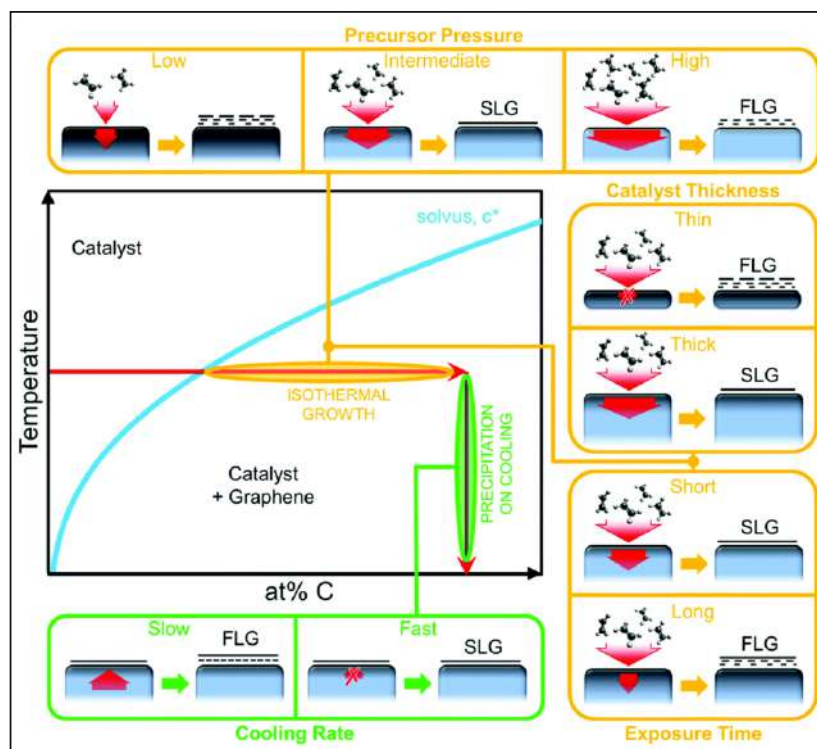 Precursor Pressure
Low
Intermediate
High
SLG
FLG
Catalyst Thickness
Thin
FLG
Thick
SLG
solvus, c*
Catalyst
Temperature
ISOTHERMAL
GROWTH
PRECIPITATION
ON COOLING
Catalyst
+ Graphene
at% C
Short
SLG
Long
FLG
Exposure Time
Slow
FLG
Fast
SLG
Cooling Rate